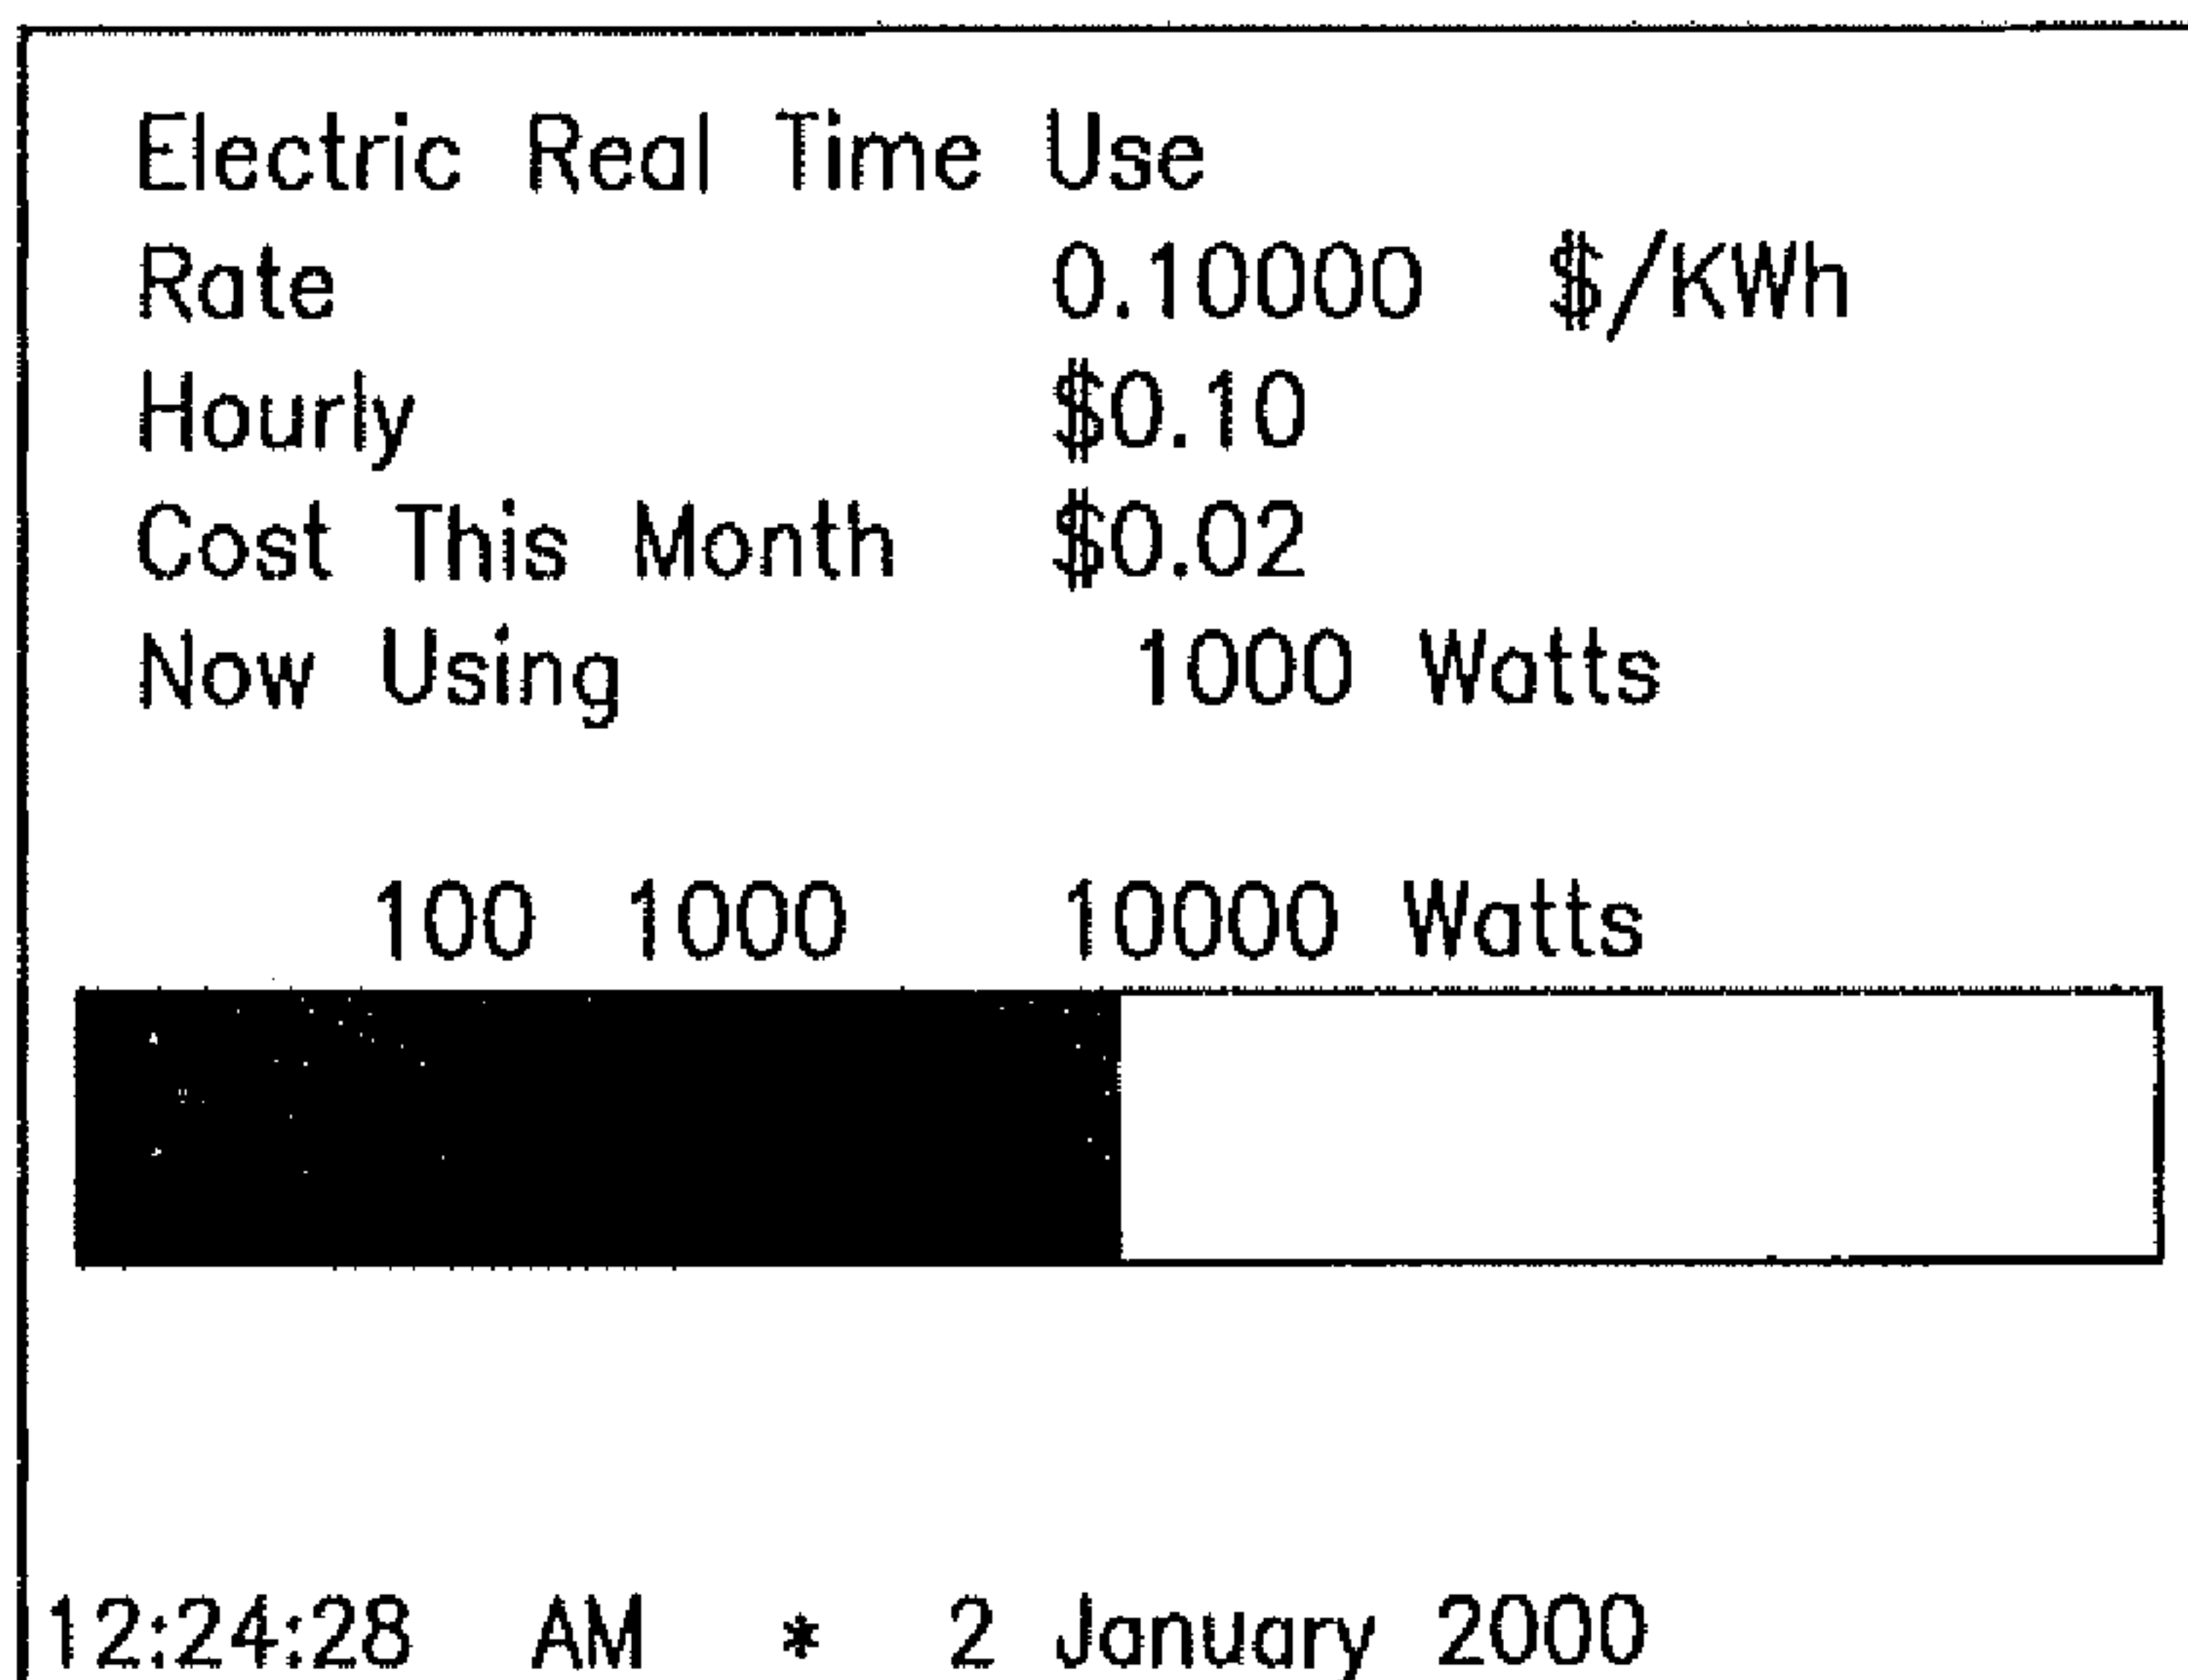 Electric Real Time Use
Rate 0.10000 $/KWh
Hourly $0.10
Cost This Month $0.02
Now Using 1000 Watts
100 1000 10000 Watts
12:24:28 AM * 2 January 2000